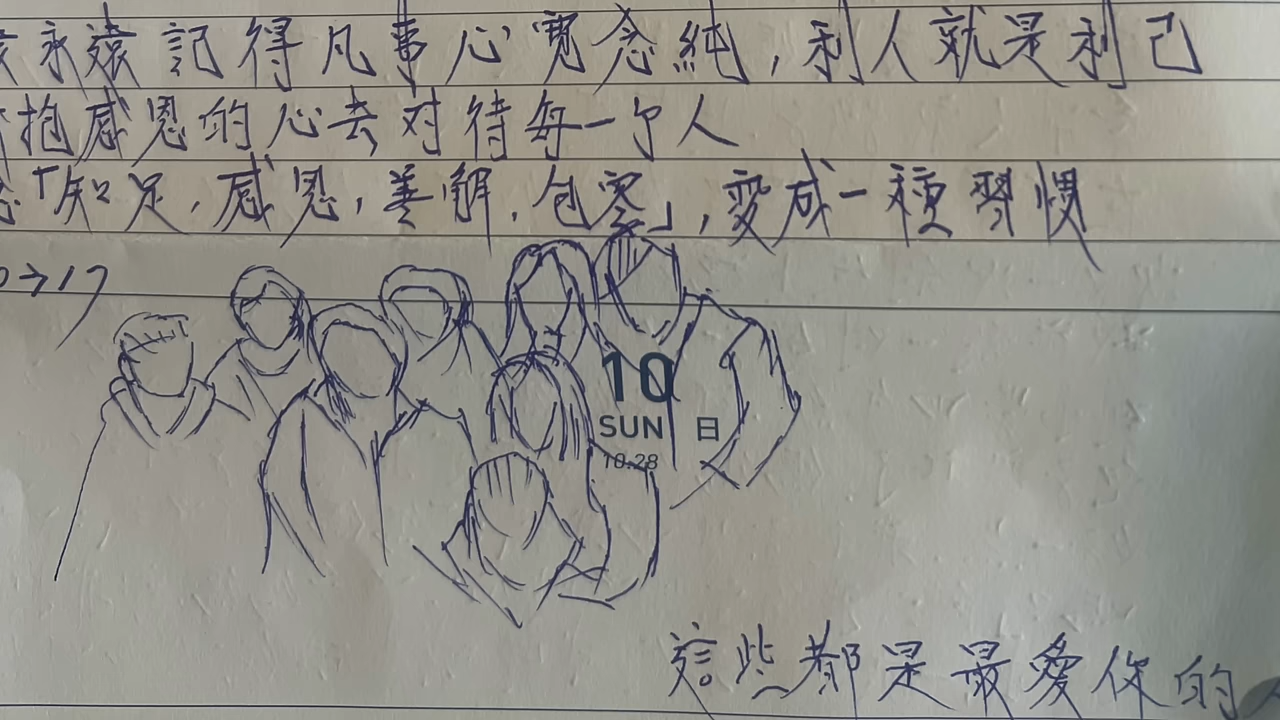 永遠記得凡事心寬念純，利人就是利己
抱感恩的心去对待每一个人
「知足，感恩，善解，包容」，變成一種習慣
→17
10
SUN 日
10.28
這些都是最愛你的